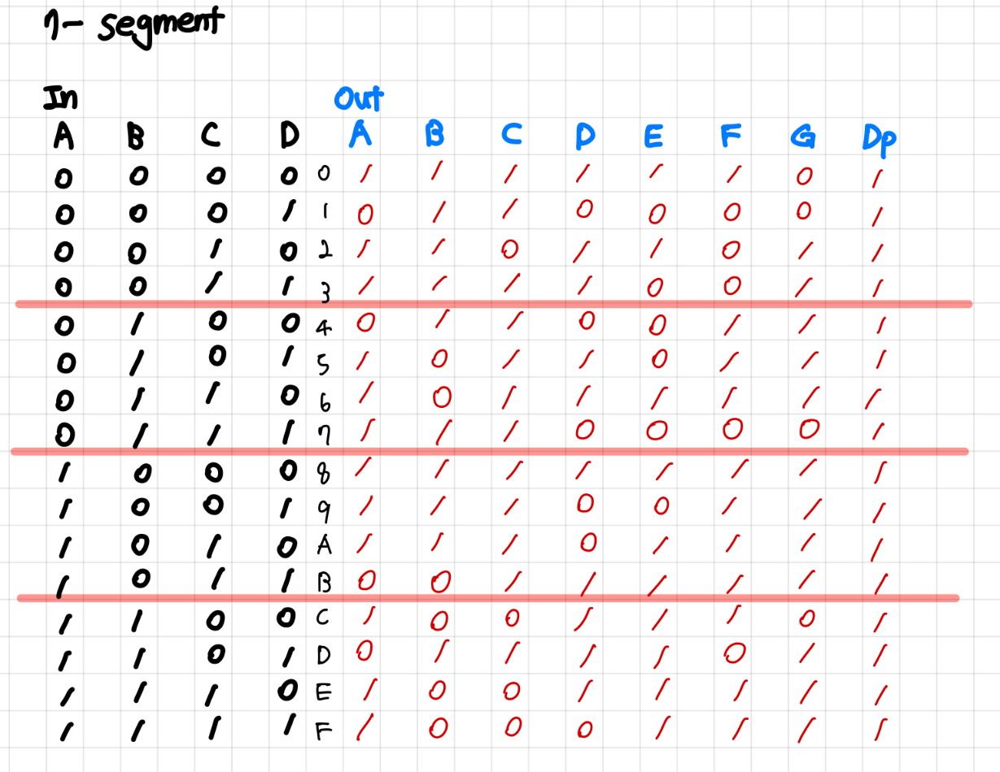 7- segment
In Out
A B C D A B C D E F G Dp
0 0 0 0 0 1 1 1 1 1 1 0 1
0 0 0 1 1 0 1 1 0 0 0 0 1
0 0 1 0 2 1 1 0 1 1 0 1 1
0 0 1 1 3 1 1 1 1 0 0 1 1
0 1 0 0 4 0 1 1 0 0 1 1 1
0 1 0 1 5 1 0 1 1 0 1 1 1
0 1 1 0 6 1 0 1 1 1 1 1 1
0 1 1 1 7 1 1 1 0 0 0 0 1
1 0 0 0 8 1 1 1 1 1 1 1 1
1 0 0 1 9 1 1 1 0 0 1 1 1
1 0 1 0 A 1 1 1 0 1 1 1 1
1 0 1 1 B 0 0 1 1 1 1 1 1
1 1 0 0 C 1 0 0 1 1 1 0 1
1 1 0 1 D 0 1 1 1 1 0 1 1
1 1 1 0 E 1 0 0 1 1 1 1 1
1 1 1 1 F 1 0 0 0 1 1 1 1